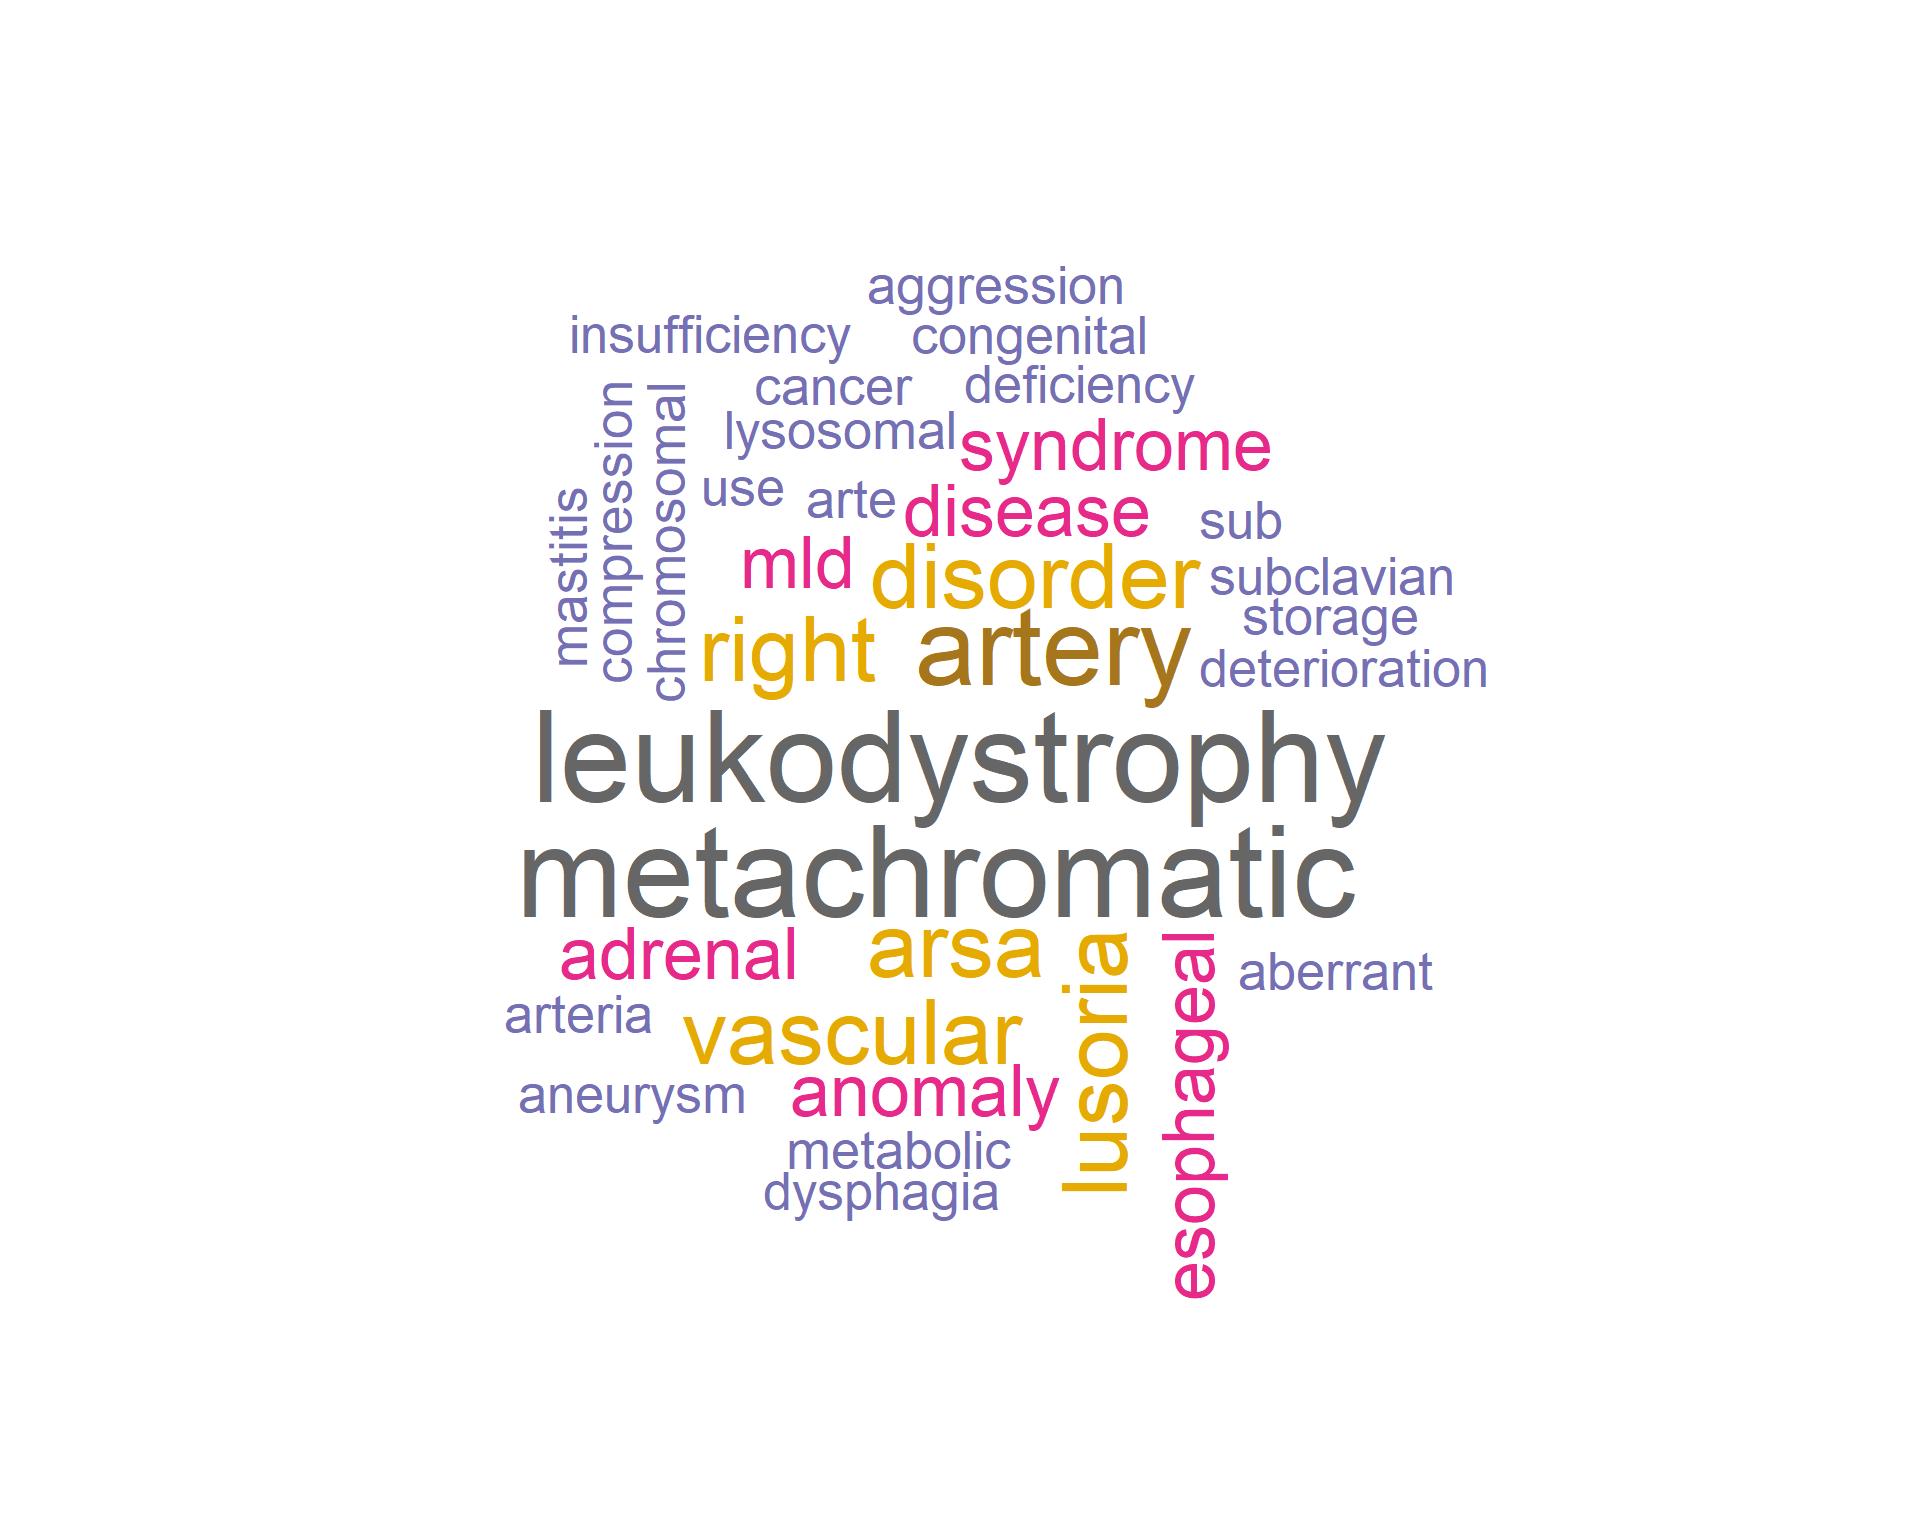 aggression
insufficiency
congenital
cancer
deficiency
lysosomal
syndrome
mastitis
compression
chromosomal
use
arte
disease
sub
mld
disorder
subclavian
storage
right
artery
deterioration
leukodystrophy
metachromatic
adrenal
arsa
lusoria
esophageal
aberrant
arteria
vascular
aneurysm
anomaly
metabolic
dysphagia